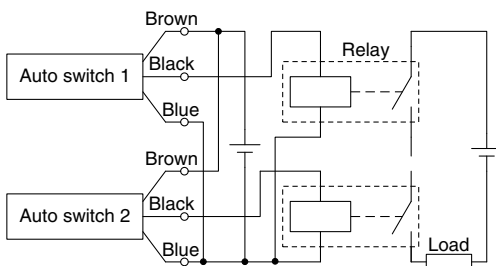 Brown
Relay
Auto switch 1
Black
Blue
Brown
Auto switch 2
Black
Blue
Load